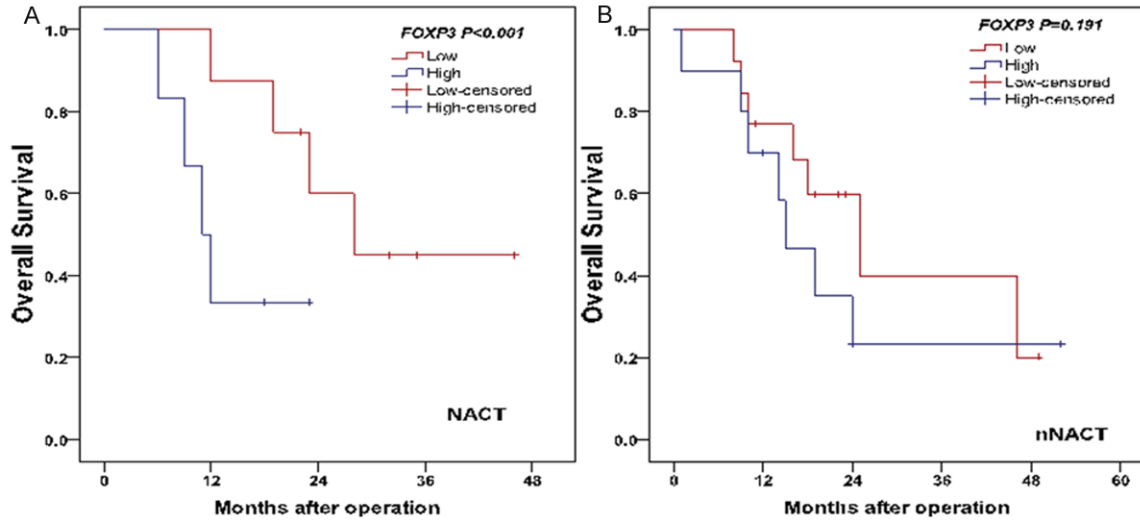 A
FOXP3 P<0.001
Low
High
Low-censored
High-censored
1.0
0.8
0.6
0.4
0.2
0.0
Overall Survival
NACT
0 12 24 36 48
Months after operation
B
FOXP3 P=0.191
Low
High
Low-censored
High-censored
1.0
0.8
0.6
0.4
0.2
0.0
Overall Survival
nNACT
0 12 24 36 48 60
Months after operation